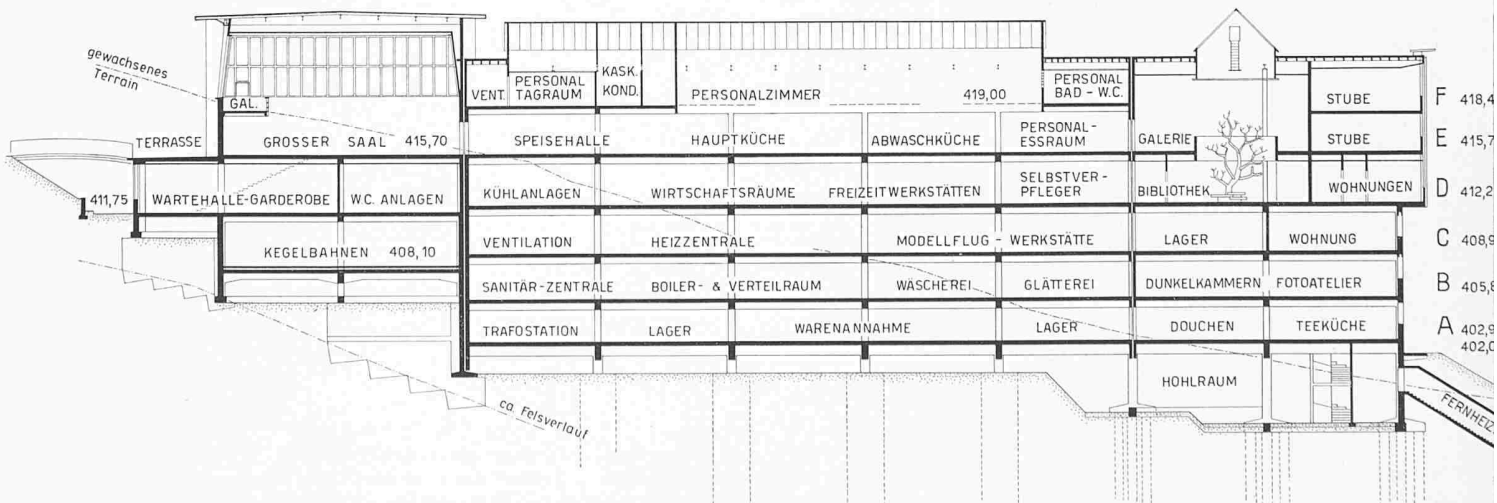 gewachsenes
Terrain
GAL.
VENT.
PERSONAL
TAGRAUM
KASK.
KOND.
PERSONALZIMMER 419,00
PERSONAL
BAD - W.C.
STUBE
F 418,4
TERRASSE
GROSSER SAAL 415,70
SPEISEHALLE
HAUPTKÜCHE
ABWASCHKÜCHE
PERSONAL-
ESSRAUM
GALERIE
STUBE
E 415,7
411,75
WARTEHALLE-GARDEROBE
W.C. ANLAGEN
KÜHLANLAGEN
WIRTSCHAFTSRÄUME
FREIZEITWERKSTÄTTEN
SELBSTVER-
PFLEGER
BIBLIOTHEK
WOHNUNGEN
D 412,2
KEGELBAHNEN 408,10
VENTILATION
HEIZZENTRALE
MODELLFLUG - WERKSTÄTTE
LAGER
WOHNUNG
C 408,9
SANITÄR-ZENTRALE
BOILER- & VERTEILRAUM
WÄSCHEREI
GLÄTTEREI
DUNKELKAMMERN
FOTOATELIER
B 405,8
TRAFOSTATION
LAGER
WARENANNAHME
LAGER
DOUCHEN
TEEKÜCHE
A 402,9
402,0
HOHLRAUM
ca. Felsverlauf
FERNHEIZ